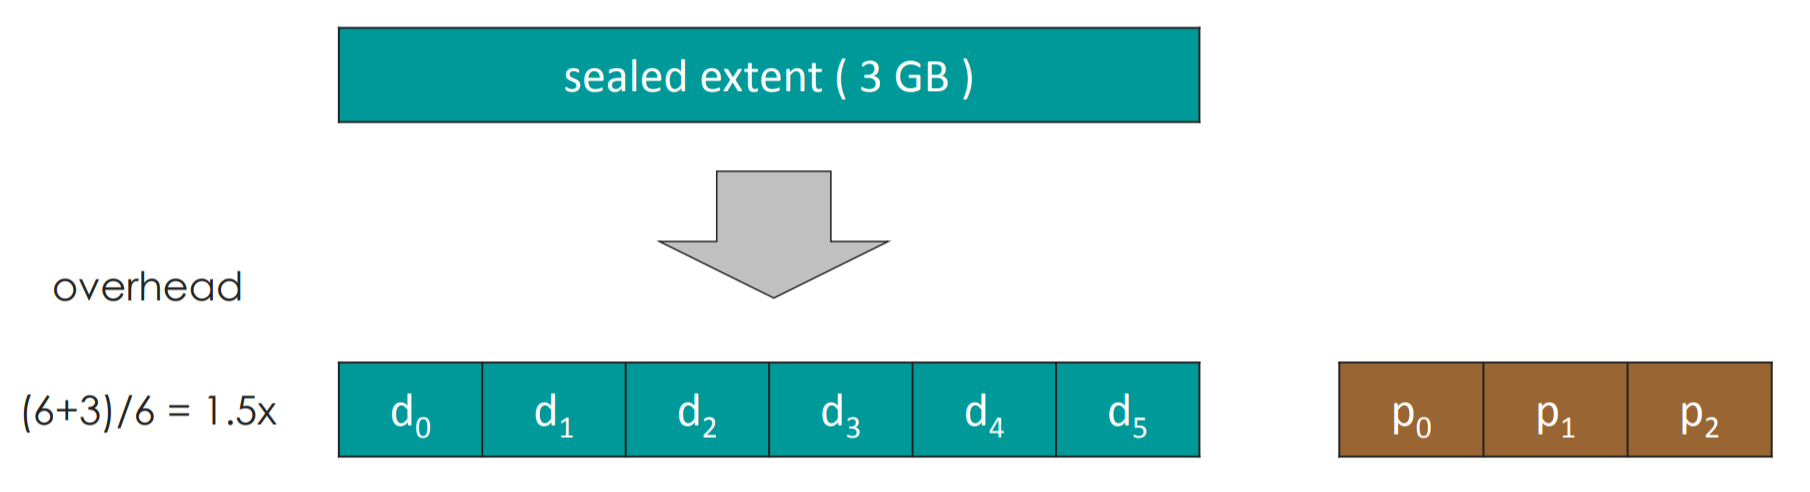 sealed extent ( 3 GB )
overhead
(6+3)/6 = 1.5x
d₀ d₁ d₂ d₃ d₄ d₅ p₀ p₁ p₂